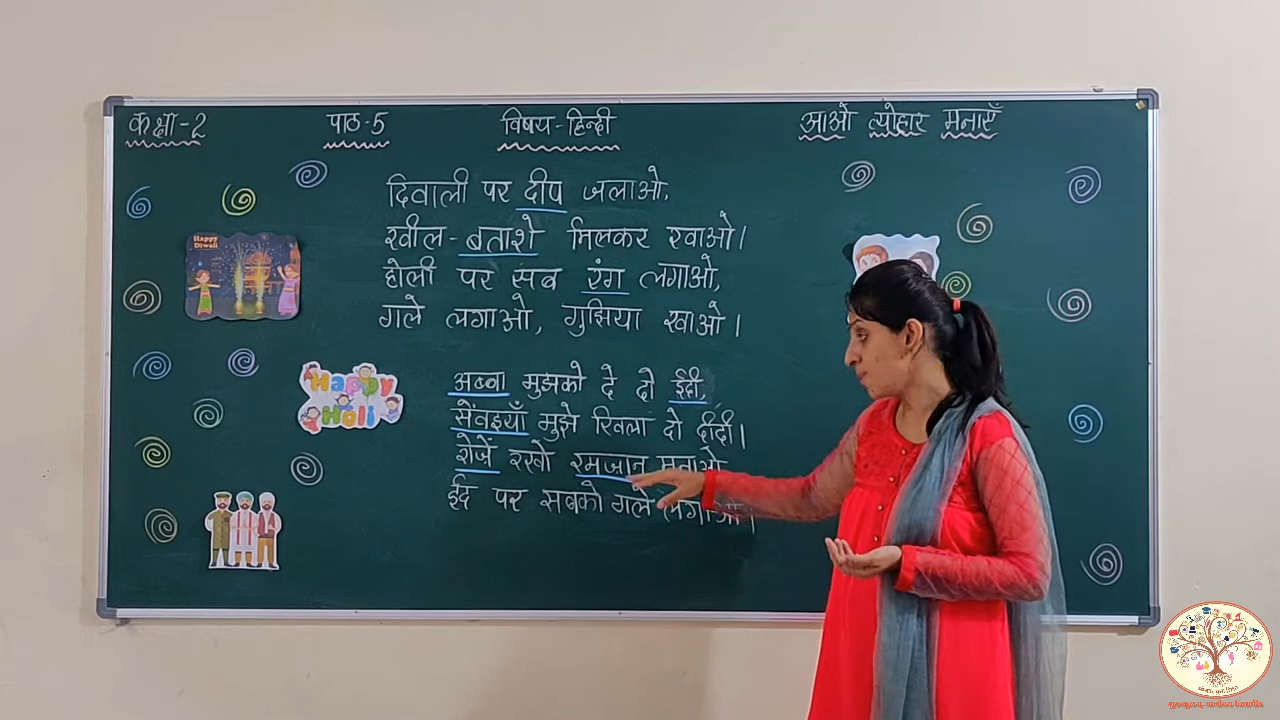 कक्षा-2 पाठ-5 विषय-हिन्दी आओ त्योहार मनाएँ
दिवाली पर दीप जलाओ,
खील-बताशे मिलकर खाओ।
होली पर सब रंग लगाओ,
गले लगाओ, गुझिया खाओ।
अब्बा मुझको दे दो ईदी,
सेंवइयाँ मुझे खिला दो दीदी।
रोजें रखो रमजान मनाओ
ईद पर सबको गले लगाओ।
Happy
Diwali
Happy
Holi